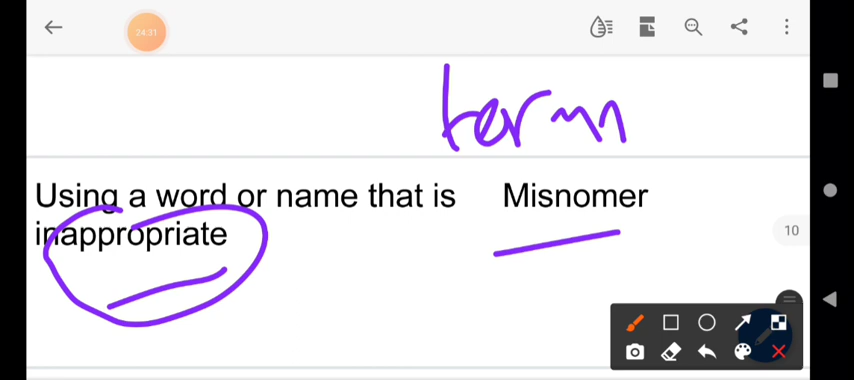 24:31
term
Using a word or name that is Misnomer
inappropriate
10